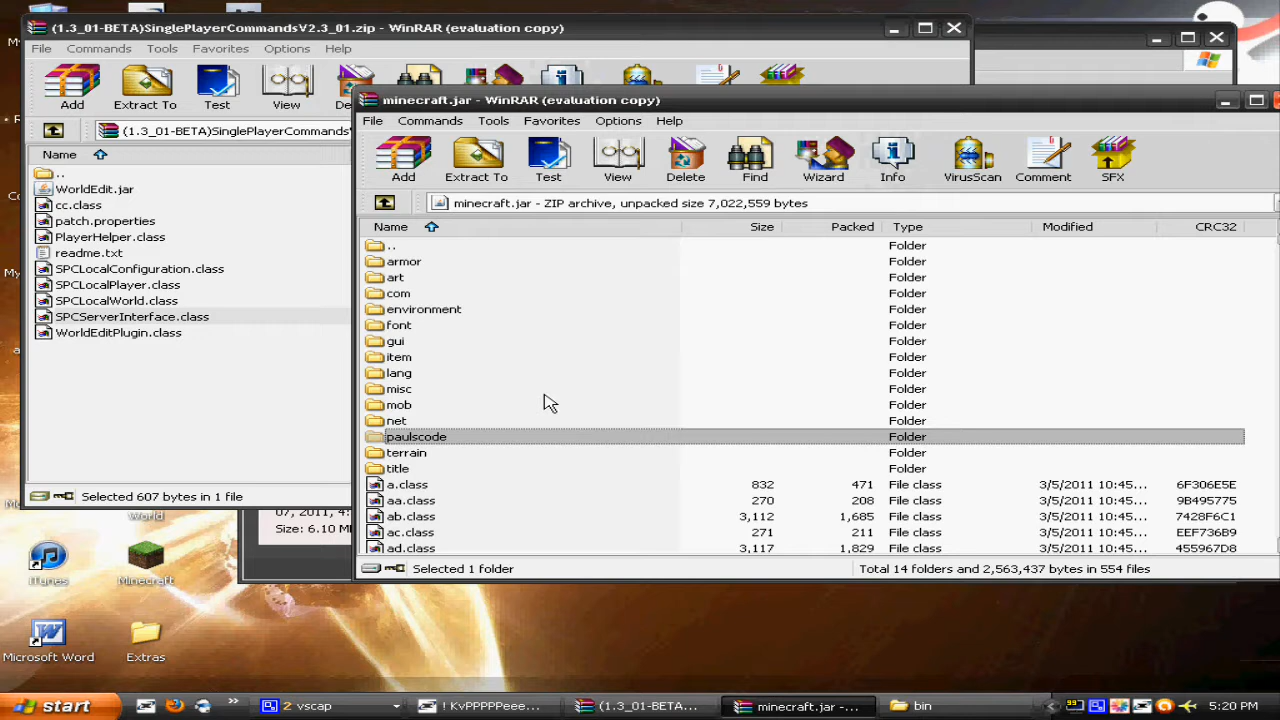 (1.3_01-BETA)SinglePlayerCommandsV2.3_01.zip - WinRAR (evaluation copy)
File Commands Tools Favorites Options Help
Add Extract To Test View
(1.3_01-BETA)SinglePlayerCommands
Name
..
WorldEdit.jar
cc.class
patch.properties
PlayerHelper.class
readme.txt
SPCLocalConfiguration.class
SPCLocalPlayer.class
SPCLocalWorld.class
SPCServerInterface.class
WorldEditPlugin.class
Selected 607 bytes in 1 file
minecraft.jar - WinRAR (evaluation copy)
File Commands Tools Favorites Options Help
Add Extract To Test View Delete Find Wizard Info VirusScan Comment SFX
minecraft.jar - ZIP archive, unpacked size 7,022,559 bytes
Name Size Packed Type Modified CRC32
.. Folder
armor Folder
art Folder
com Folder
environment Folder
font Folder
gui Folder
item Folder
lang Folder
misc Folder
mob Folder
net Folder
paulscode Folder
terrain Folder
title Folder
a.class 832 471 File class 3/5/2011 10:45... 6F306E5E
aa.class 270 208 File class 3/5/2011 10:45... 9B495775
ab.class 3,112 1,685 File class 3/5/2011 10:45... 7428F6C1
ac.class 271 211 File class 3/5/2011 10:45... EEF736B9
ad.class 3,117 1,829 File class 3/5/2011 10:45... 455967D8
Selected 1 folder Total 14 folders and 2,563,437 bytes in 554 files
07, 2011, 4:
Size: 6.10 M
World
iTunes Minecraft
Microsoft Word Extras
start 2 vscap ! KvPPPPPeee... (1.3_01-BETA... minecraft.jar -... bin 99 5:20 PM